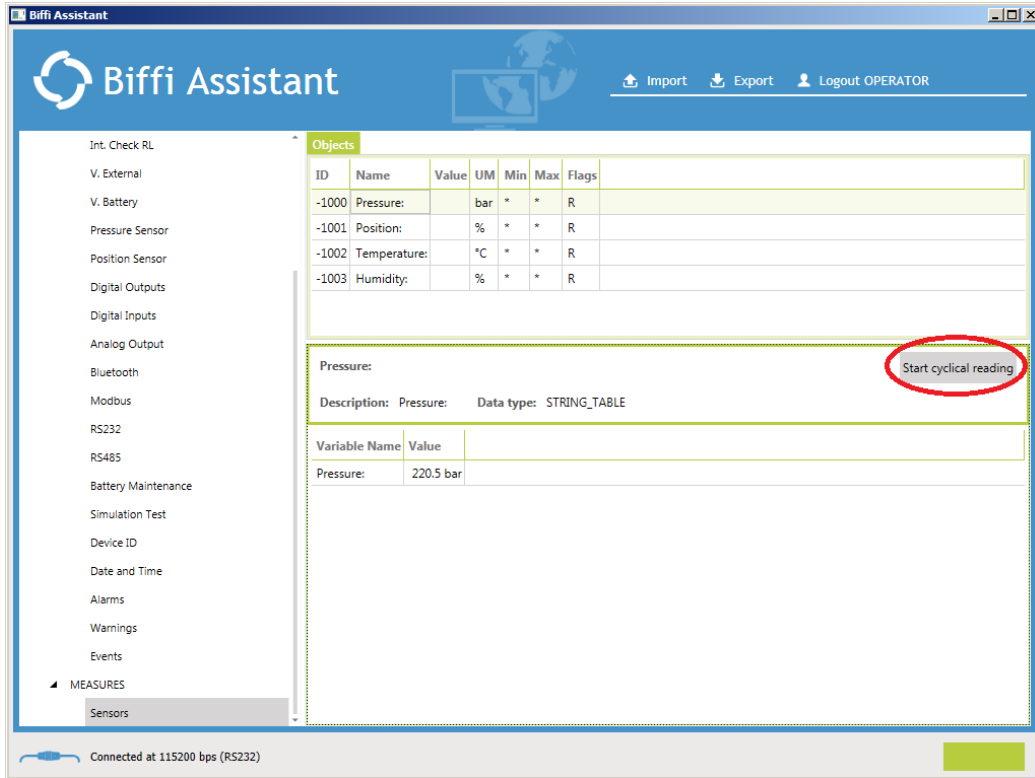 Biffi Assistant
Biffi Assistant
Import Export Logout OPERATOR
Int. Check RL
V. External
V. Battery
Pressure Sensor
Position Sensor
Digital Outputs
Digital Inputs
Analog Output
Bluetooth
Modbus
RS232
RS485
Battery Maintenance
Simulation Test
Device ID
Date and Time
Alarms
Warnings
Events
MEASURES
Sensors
Objects
ID Name Value UM Min Max Flags
-1000 Pressure: bar * * R
-1001 Position: % * * R
-1002 Temperature: °C * * R
-1003 Humidity: % * * R
Pressure:
Start cyclical reading
Description: Pressure: Data type: STRING_TABLE
Variable Name Value
Pressure: 220.5 bar
Connected at 115200 bps (RS232)